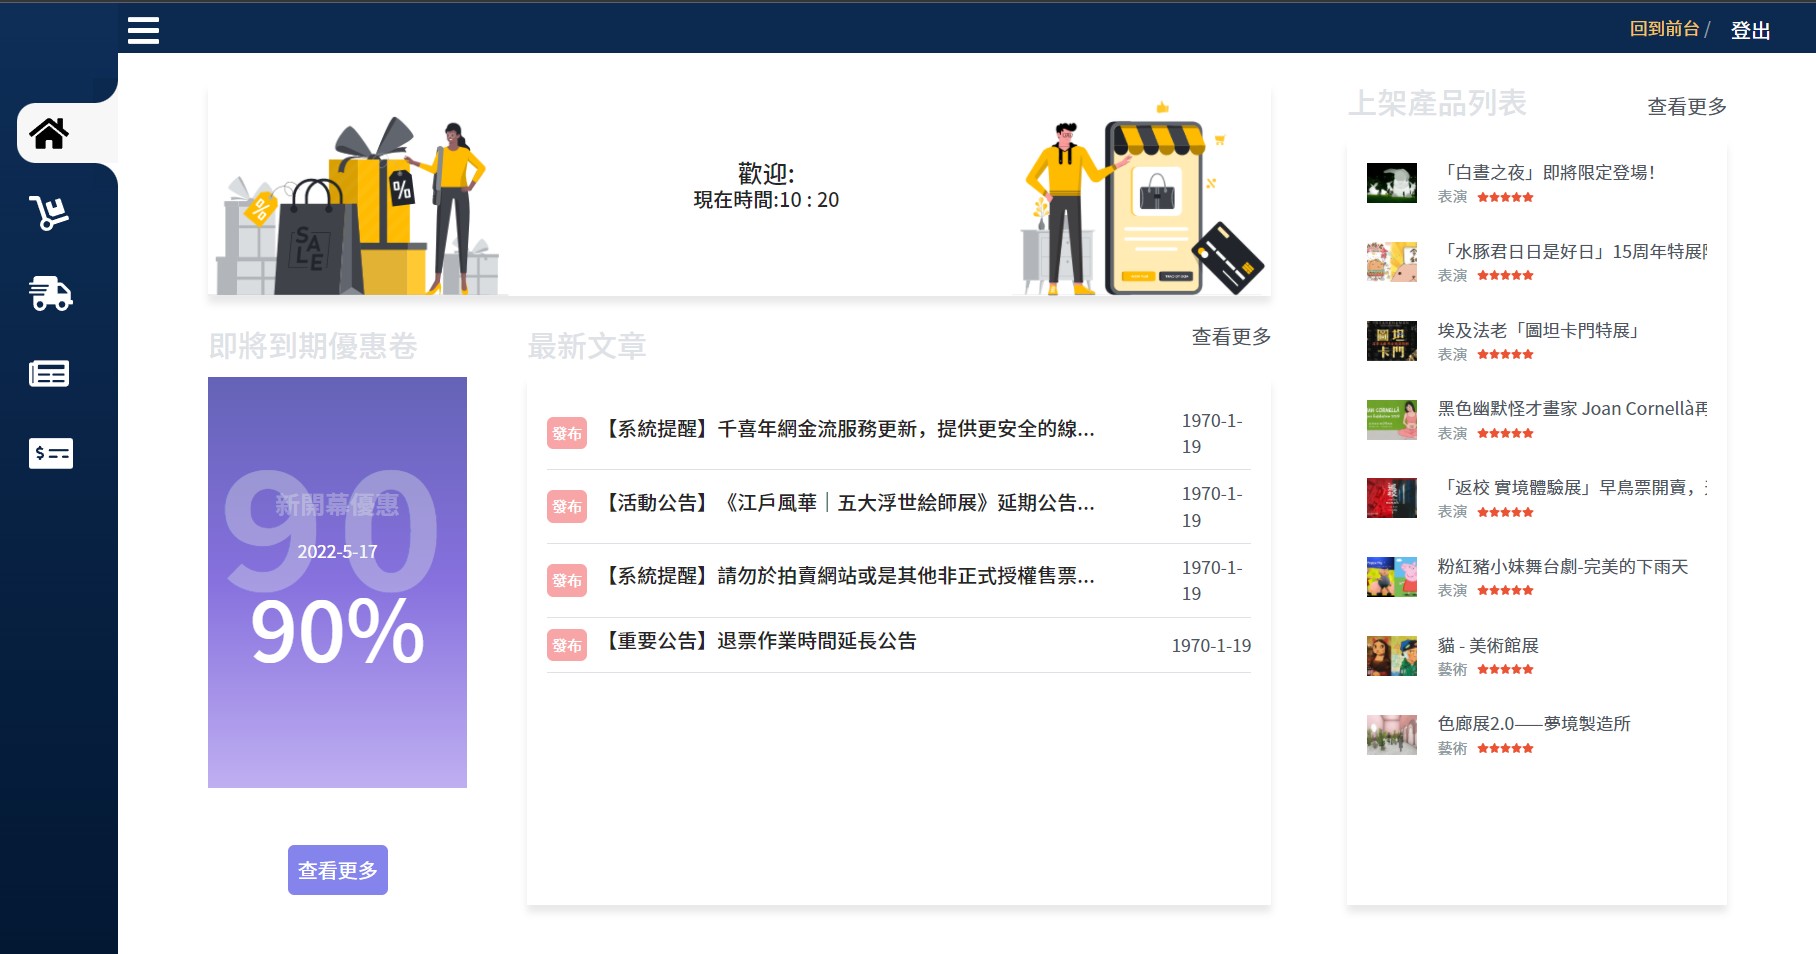 回到前台 /
登出
歡迎:
現在時間:10 : 20
%
%
SALE
即將到期優惠卷
90
新開幕優惠
2022-5-17
90%
查看更多
最新文章
查看更多
發布 【系統提醒】千喜年網金流服務更新，提供更安全的線... 1970-1-
19
發布 【活動公告】《江戶風華｜五大浮世絵師展》延期公告... 1970-1-
19
發布 【系統提醒】請勿於拍賣網站或是其他非正式授權售票... 1970-1-
19
發布 【重要公告】退票作業時間延長公告 1970-1-19
上架產品列表
查看更多
「白晝之夜」即將限定登場！
表演
「水豚君日日是好日」15周年特展
表演
圖坦
卡門
埃及法老「圖坦卡門特展」
表演
黑色幽默怪才畫家 Joan Cornellà再
表演
「返校 實境體驗展」早鳥票開賣，
表演
粉紅豬小妹舞台劇-完美的下雨天
表演
貓 - 美術館展
藝術
色廊展2.0——夢境製造所
藝術